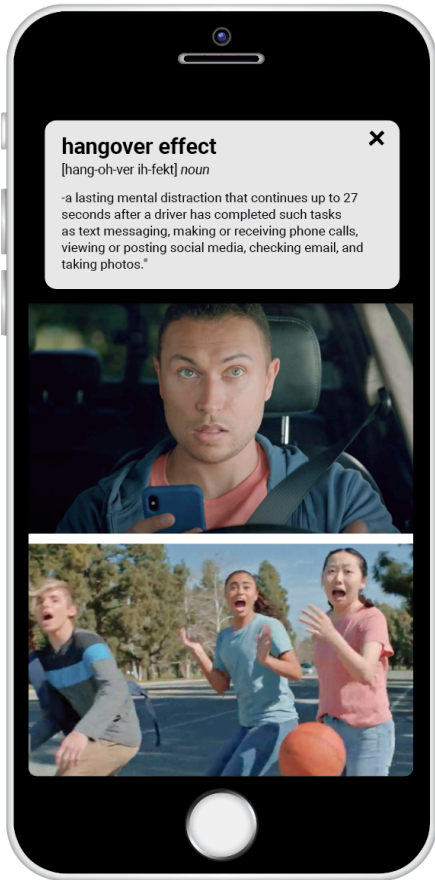 hangover effect
[hang-oh-ver ih-fekt] noun
-a lasting mental distraction that continues up to 27
seconds after a driver has completed such tasks
as text messaging, making or receiving phone calls,
viewing or posting social media, checking email, and
taking photos.*